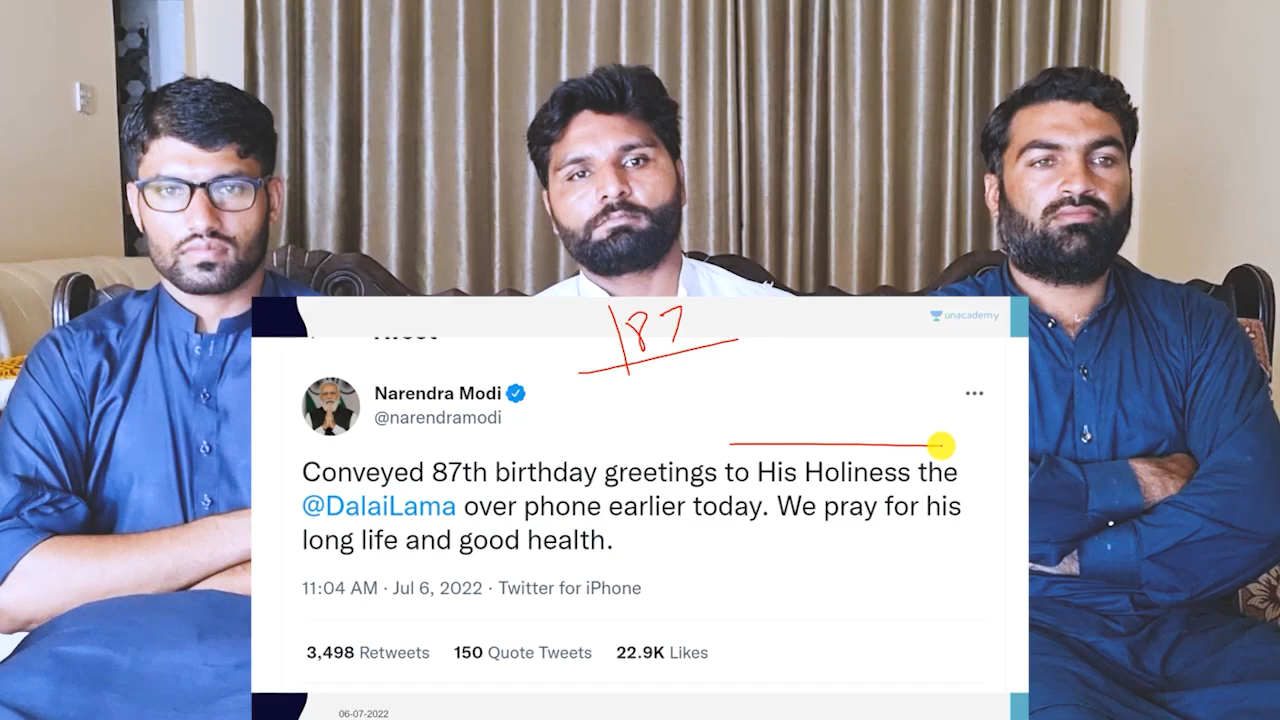 unacademy
87
Narendra Modi
@narendramodi
Conveyed 87th birthday greetings to His Holiness the
@DalaiLama over phone earlier today. We pray for his
long life and good health.
11:04 AM · Jul 6, 2022 · Twitter for iPhone
3,498 Retweets 150 Quote Tweets 22.9K Likes
06-07-2022